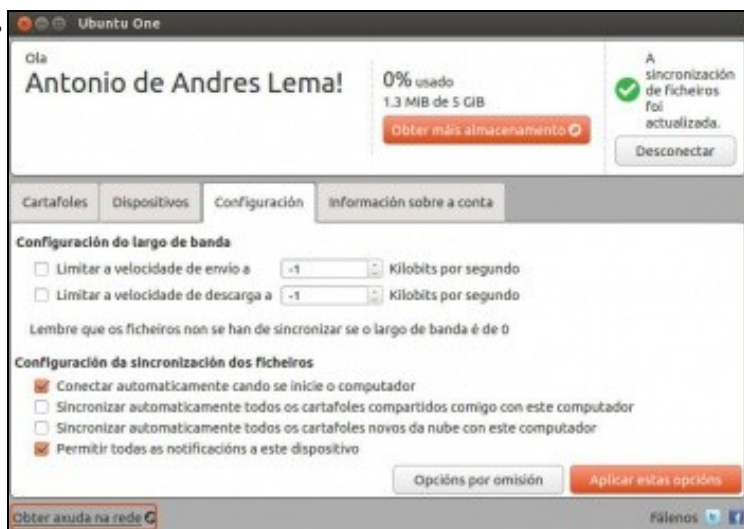 Ubuntu One
Ola
Antonio de Andres Lema!
0% usado
1.3 MiB de 5 GiB
Obter máis almacenamento
A
sincronización
de ficheiros
foi
actualizada.
Desconectar
Cartafoles
Dispositivos
Configuración
Información sobre a conta
Configuración do largo de banda
Limitar a velocidade de envío a -1 Kilobits por segundo
Limitar a velocidade de descarga a -1 Kilobits por segundo
Lembre que os ficheiros non se han de sincronizar se o largo de banda é de 0
Configuración da sincronización dos ficheiros
Conectar automaticamente cando se inicie o computador
Sincronizar automaticamente todos os cartafoles compartidos comigo con este computador
Sincronizar automaticamente todos os cartafoles novos da nube con este computador
Permitir todas as notificacións a este dispositivo
Opcións por omisión
Aplicar estas opcións
Obter axuda na rede
Fálenos